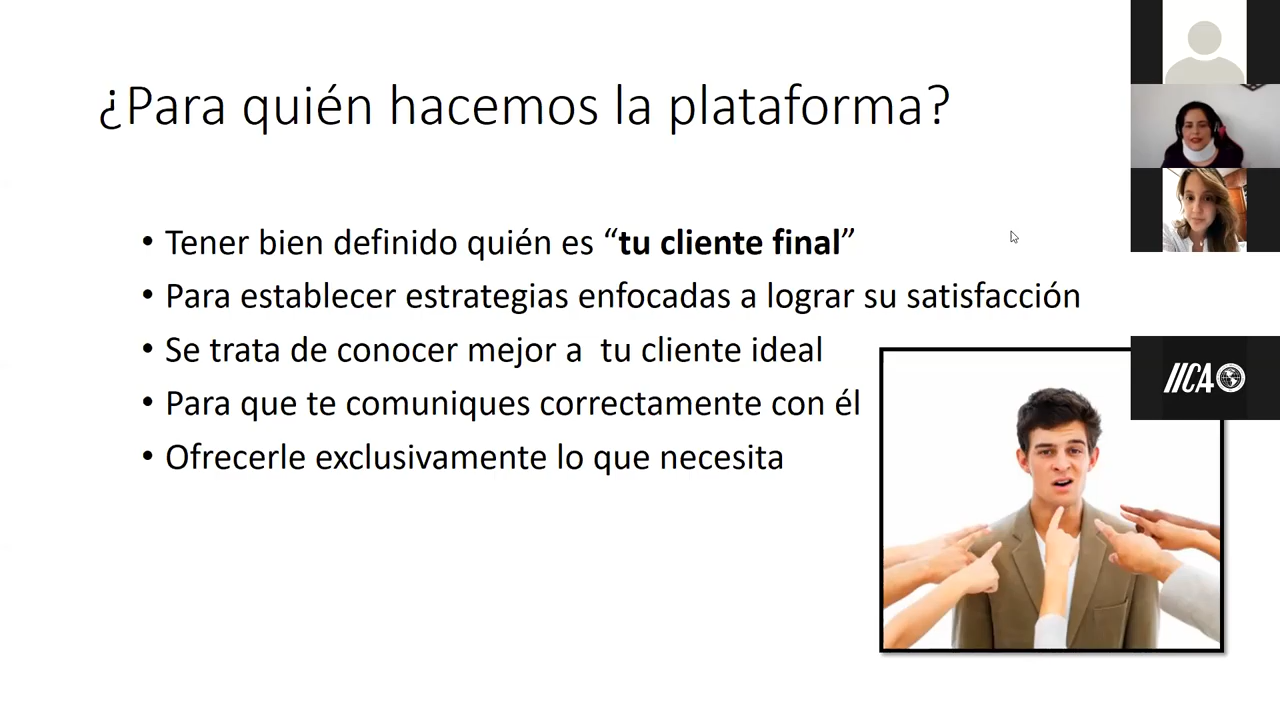 ¿Para quién hacemos la plataforma?
• Tener bien definido quién es “tu cliente final”
• Para establecer estrategias enfocadas a lograr su satisfacción
• Se trata de conocer mejor a  tu cliente ideal
• Para que te comuniques correctamente con él
• Ofrecerle exclusivamente lo que necesita
IICA